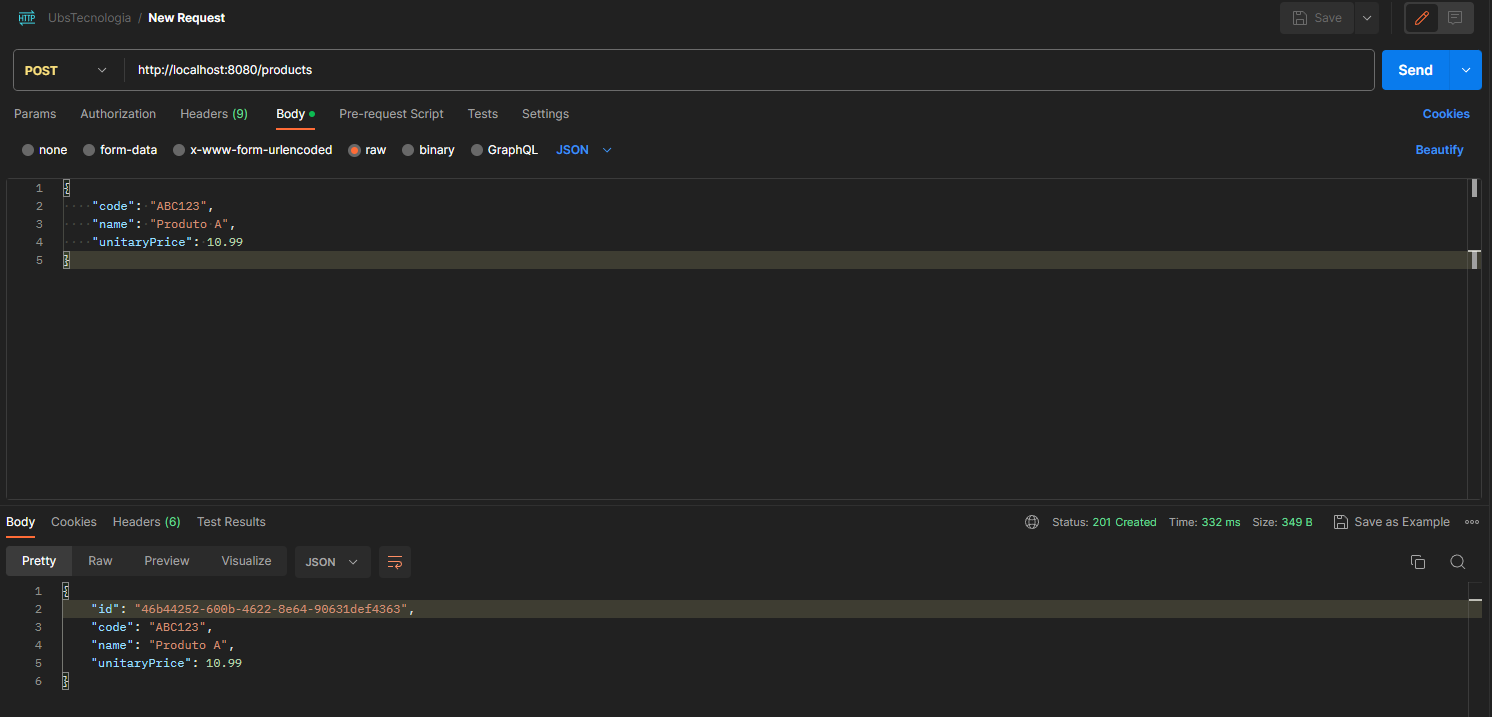 HTTP UbsTecnologia / New Request Save
POST http://localhost:8080/products Send
Params Authorization Headers (9) Body Pre-request Script Tests Settings Cookies
none form-data x-www-form-urlencoded raw binary GraphQL JSON Beautify
1 {
2 "code": "ABC123",
3 "name": "Produto A",
4 "unitaryPrice": 10.99
5 }
Body Cookies Headers (6) Test Results Status: 201 Created Time: 332 ms Size: 349 B Save as Example
Pretty Raw Preview Visualize JSON
1 {
2 "id": "46b44252-600b-4622-8e64-90631def4363",
3 "code": "ABC123",
4 "name": "Produto A",
5 "unitaryPrice": 10.99
6 }